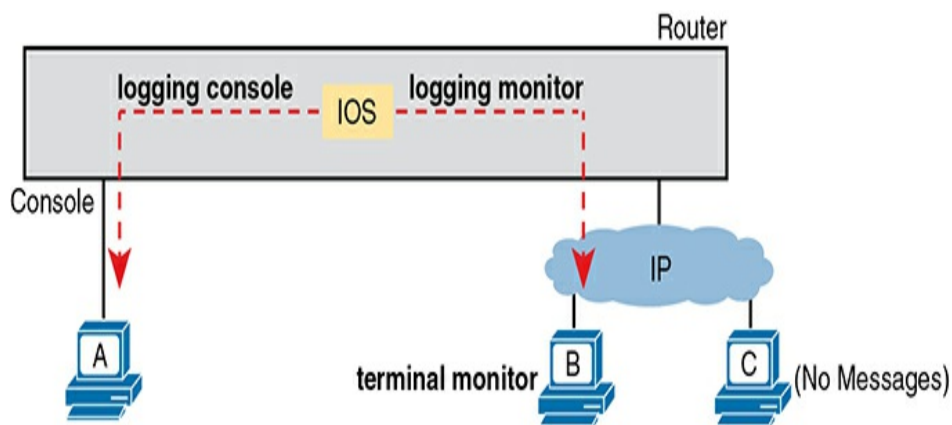 Router
logging console
IOS
logging monitor
Console
IP
A
terminal monitor
B
C
(No Messages)